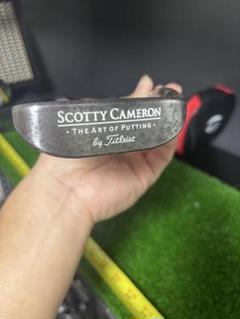 SCOTTY CAMERON
· THE ART OF PUTTING ·
by Titleist